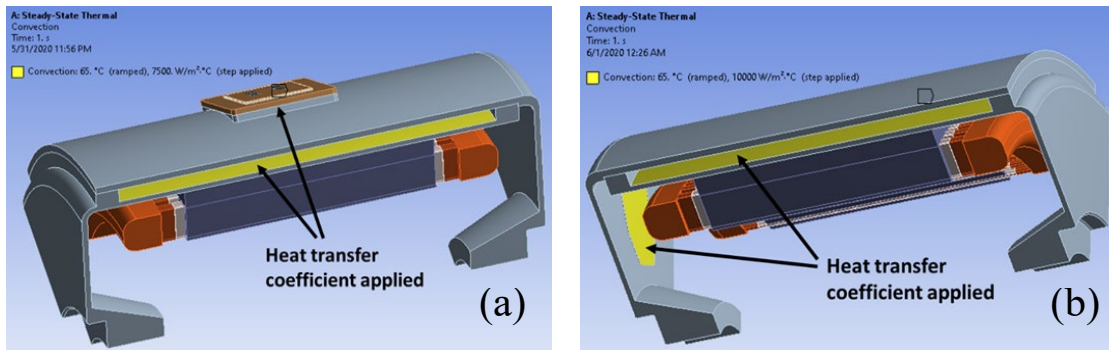 A: Steady-State Thermal
Convection
Time: 1. s
5/31/2020 11:56 PM
Convection: 65. °C (ramped), 7500. W/m²·°C (step applied)
Heat transfer
coefficient applied
(a)
A: Steady-State Thermal
Convection
Time: 1. s
6/1/2020 12:26 AM
Convection: 65. °C (ramped), 10000 W/m²·°C (step applied)
Heat transfer
coefficient applied
(b)